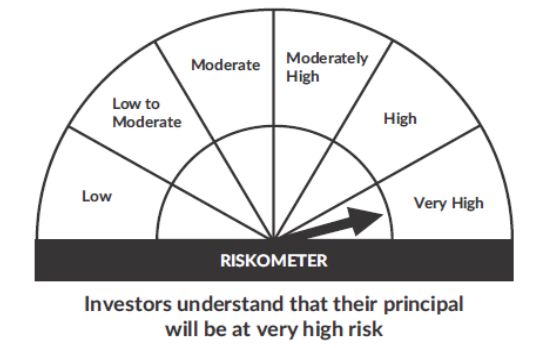 Low
Low to
Moderate
Moderate
Moderately
High
High
Very High
RISKOMETER
Investors understand that their principal
will be at very high risk